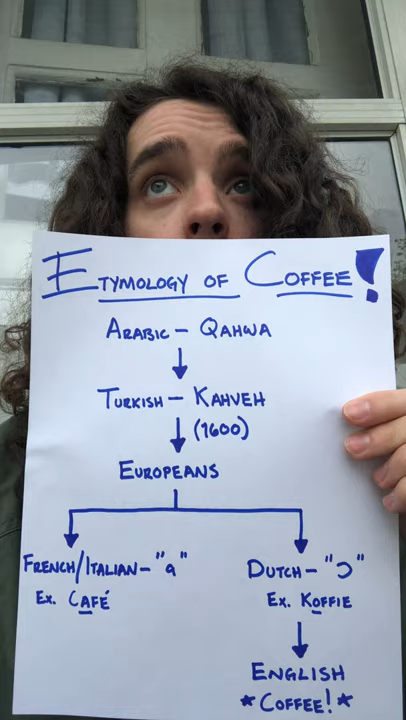 ETYMOLOGY OF COFFEE!
ARABIC - QAHWA
TURKISH - KAHVEH
(1600)
EUROPEANS
FRENCH/ITALIAN - "a"
EX. CAFÉ
DUTCH - "ɔ"
EX. KOFFIE
ENGLISH
*COFFEE!*